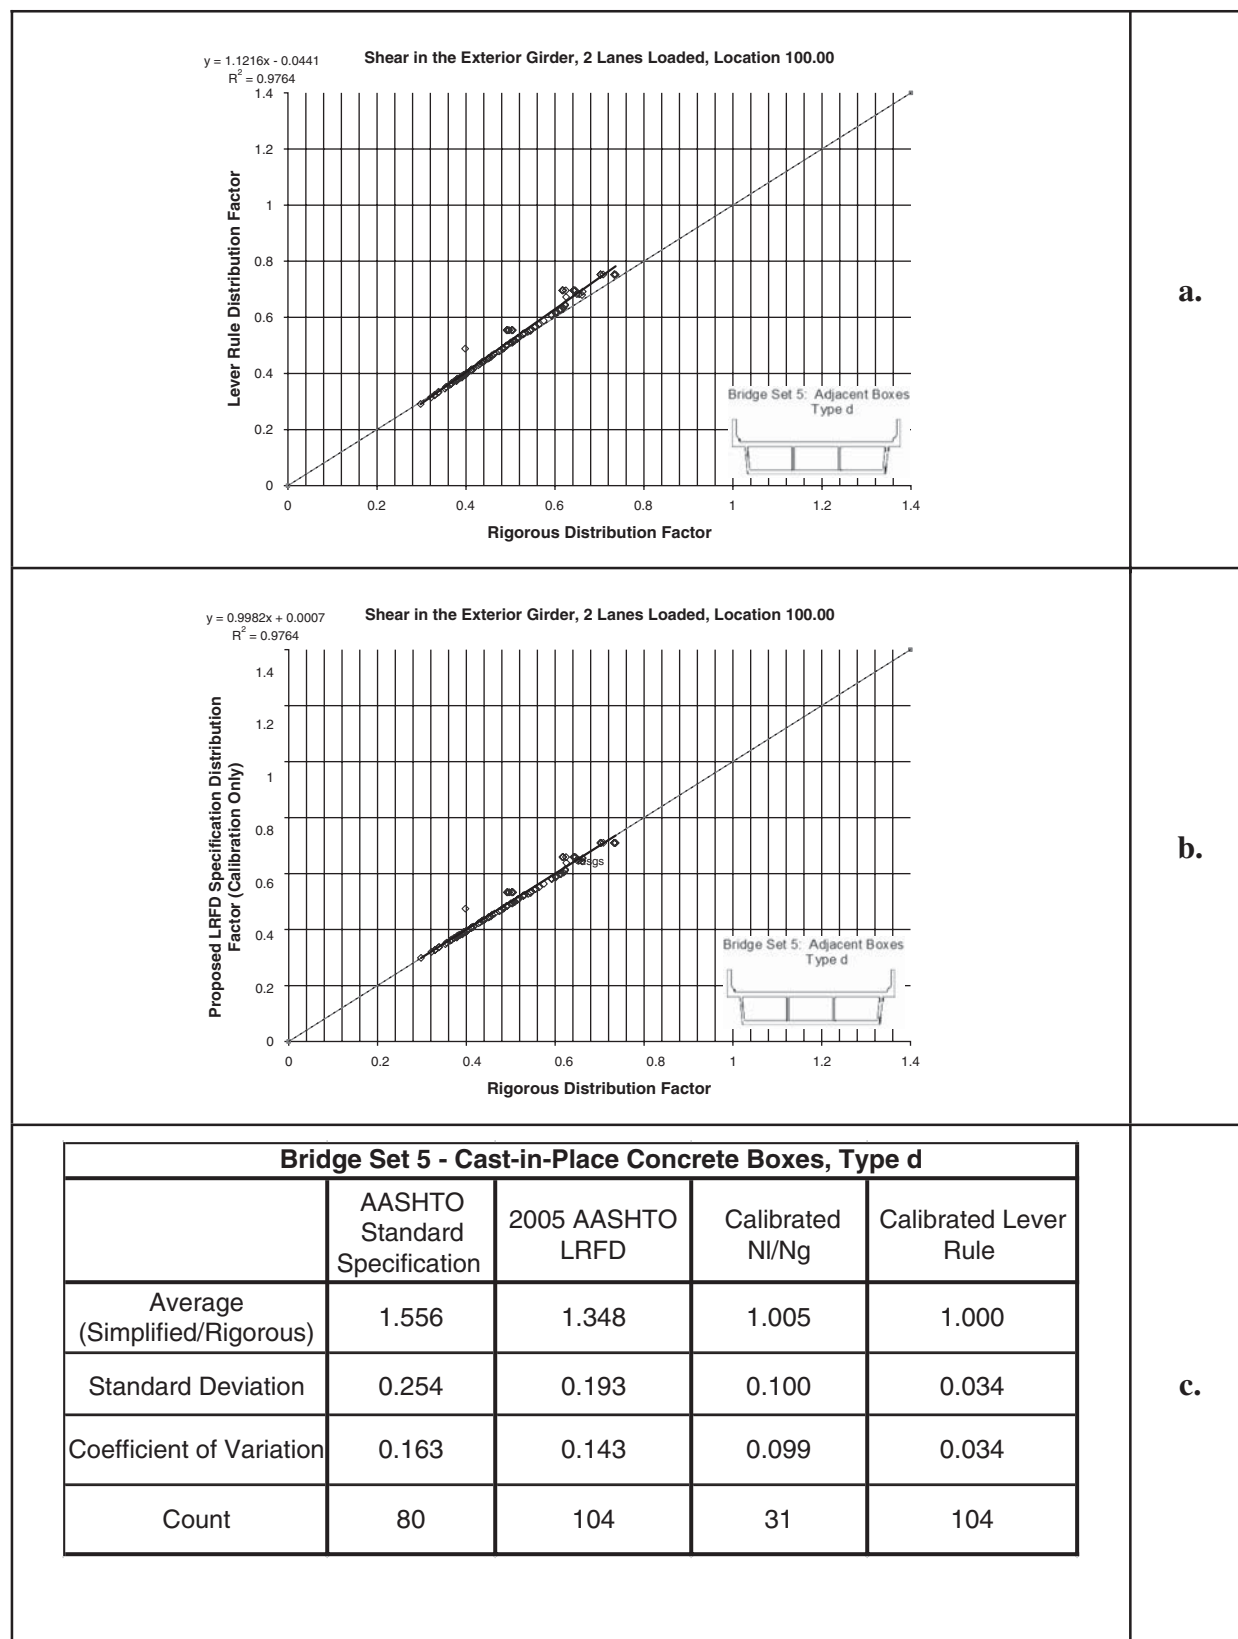 y = 1.1216x - 0.0441
R2 = 0.9764
Shear in the Exterior Girder, 2 Lanes Loaded, Location 100.00
Lever Rule Distribution Factor
1.4
1.2
1
0.8
0.6
0.4
0.2
0
Bridge Set 5: Adjacent Boxes
Type d
0 0.2 0.4 0.6 0.8 1 1.2 1.4
Rigorous Distribution Factor
a.
y = 0.9982x + 0.0007
R2 = 0.9764
Shear in the Exterior Girder, 2 Lanes Loaded, Location 100.00
Proposed LRFD Specification Distribution
Factor (Calibration Only)
1.4
1.2
1
0.8
0.6
0.4
0.2
0
Bridge Set 5: Adjacent Boxes
Type d
0 0.2 0.4 0.6 0.8 1 1.2 1.4
Rigorous Distribution Factor
b.
Bridge Set 5 - Cast-in-Place Concrete Boxes, Type d
AASHTO
Standard
Specification
2005 AASHTO
LRFD
Calibrated
Nl/Ng
Calibrated Lever
Rule
Average
(Simplified/Rigorous)
1.556 1.348 1.005 1.000
Standard Deviation 0.254 0.193 0.100 0.034
Coefficient of Variation 0.163 0.143 0.099 0.034
Count 80 104 31 104
c.